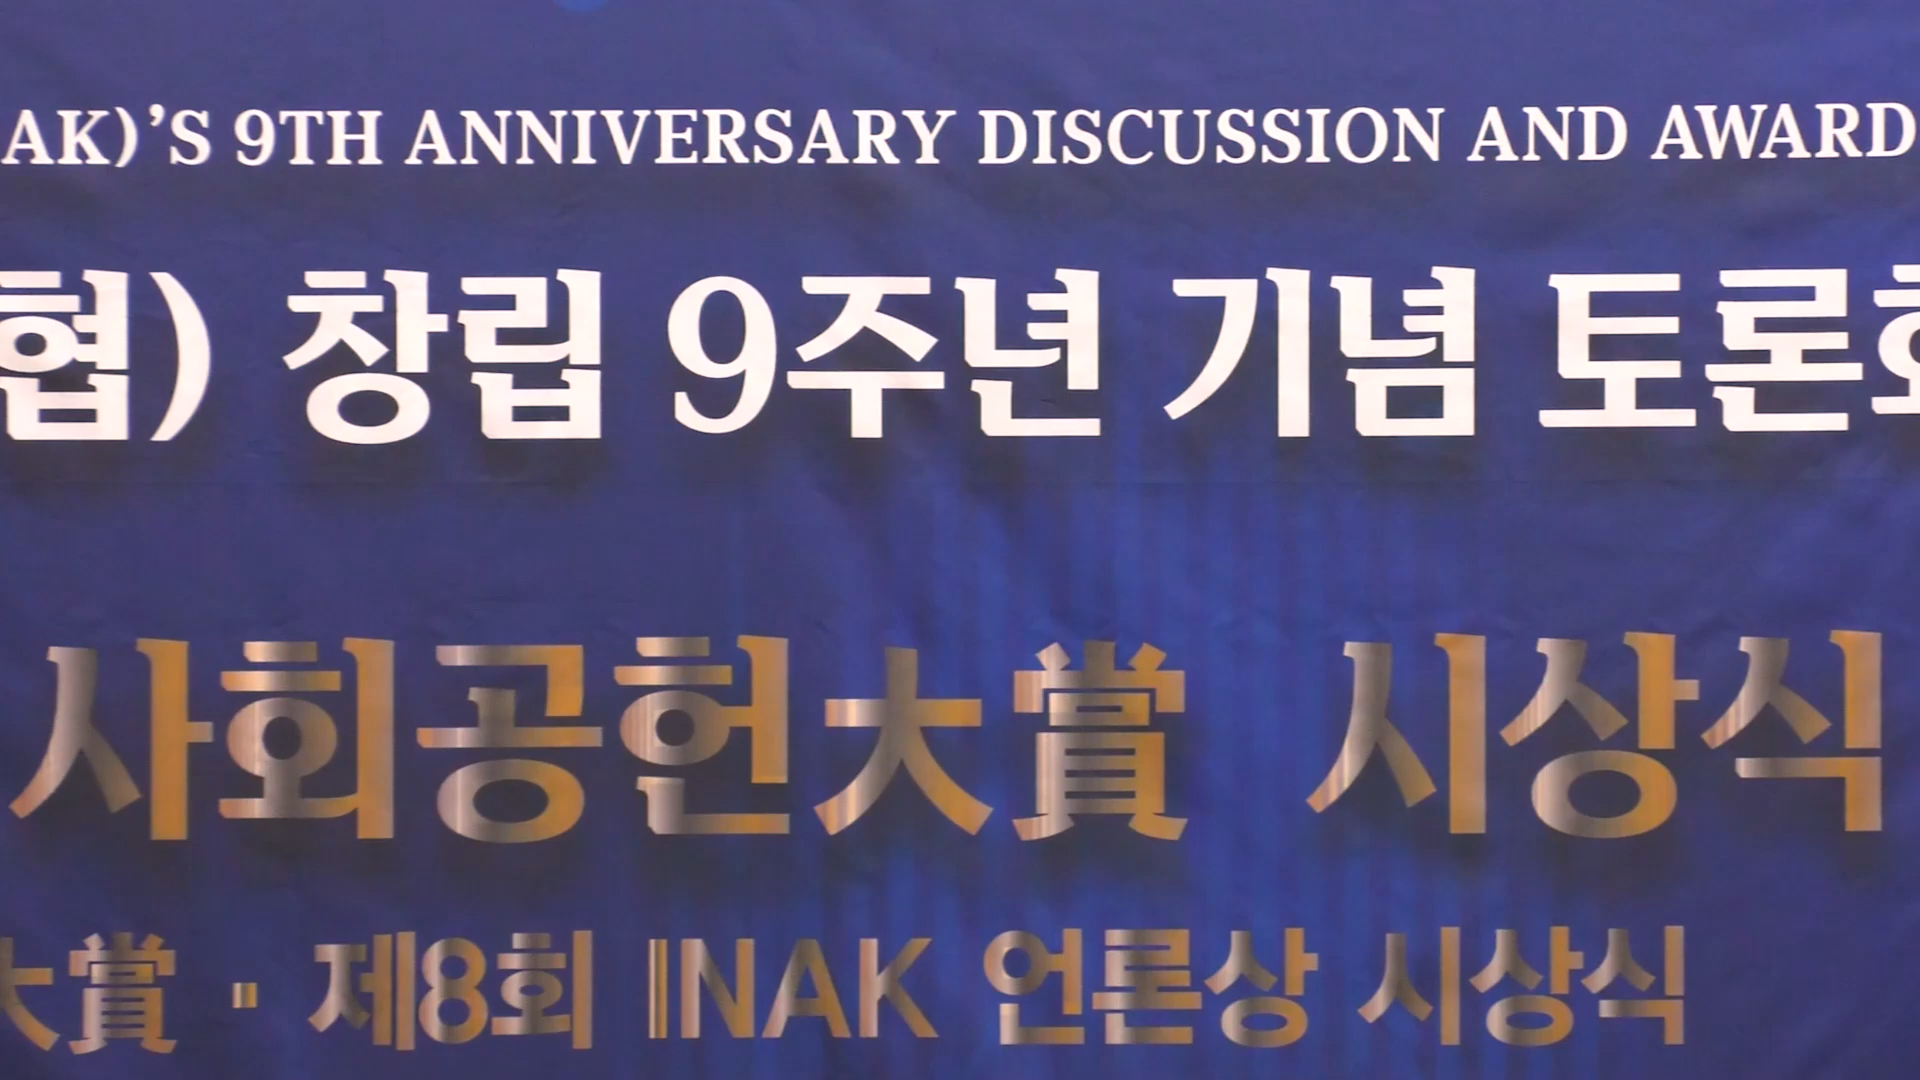 AK)’S 9TH ANNIVERSARY DISCUSSION AND AWARD
협) 창립 9주년 기념 토론회
사회공헌大賞 시상식
大賞 · 제8회 INAK 언론상 시상식